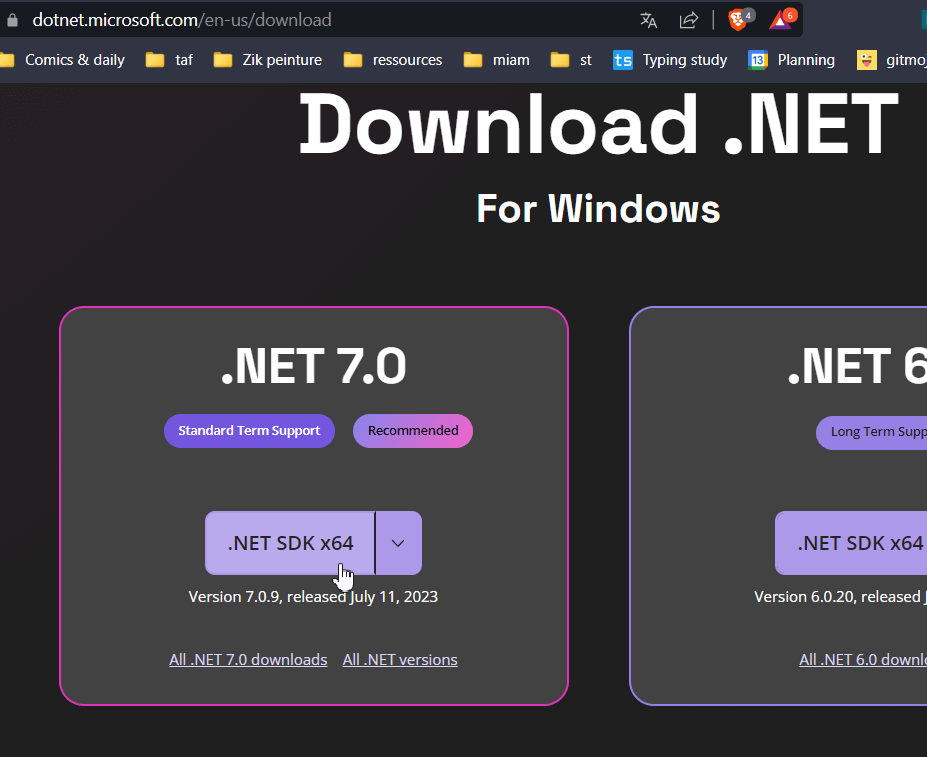 dotnet.microsoft.com/en-us/download
4
6
Comics & daily
taf
Zik peinture
ressources
miam
st
ts
Typing study
13
Planning
gitmoj
Download .NET
For Windows
.NET 7.0
Standard Term Support
Recommended
.NET SDK x64
Version 7.0.9, released July 11, 2023
All .NET 7.0 downloads
All .NET versions
.NET 6
Long Term Supp
.NET SDK x64
Version 6.0.20, released J
All .NET 6.0 downlo